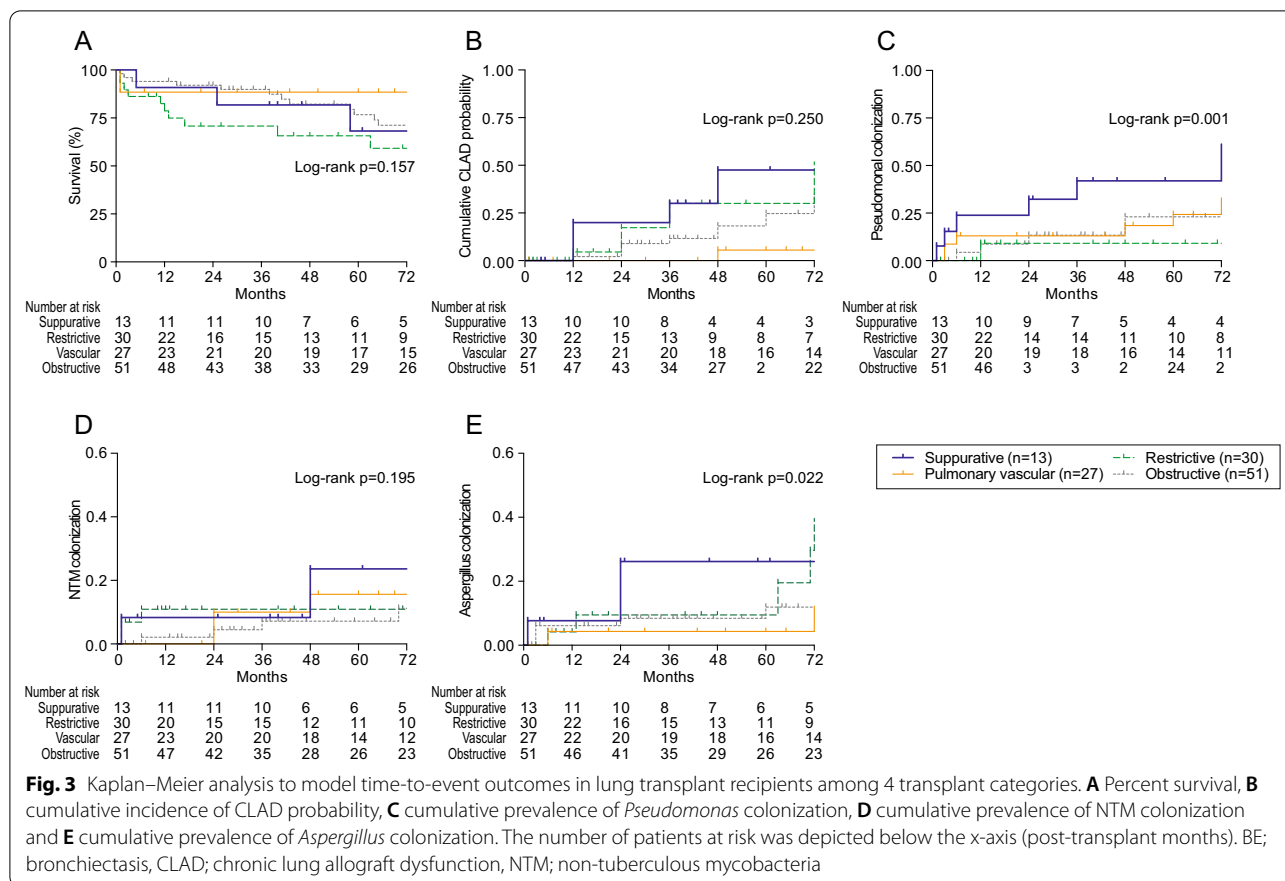 A
100
75
50
25
0
Survival (%)
Log-rank p=0.157
0 12 24 36 48 60 72
Months
Number at risk
Suppurative 13 11 11 10 7 6 5
Restrictive 30 22 16 15 13 11 9
Vascular 27 23 21 20 19 17 15
Obstructive 51 48 43 38 33 29 26
B
1.00
0.75
0.50
0.25
0.00
Cumulative CLAD probability
Log-rank p=0.250
0 12 24 36 48 60 72
Months
Number at risk
Suppurative 13 10 10 8 4 4 3
Restrictive 30 22 15 13 9 8 7
Vascular 27 23 21 20 18 16 14
Obstructive 51 47 43 34 27 2 22
C
1.00
0.75
0.50
0.25
0.00
Pseudomonal colonization
Log-rank p=0.001
0 12 24 36 48 60 72
Months
Number at risk
Suppurative 13 10 9 7 5 4 4
Restrictive 30 22 14 14 11 10 8
Vascular 27 20 19 18 16 14 11
Obstructive 51 46 3 3 2 24 2
D
0.6
0.4
0.2
0.0
NTM colonization
Log-rank p=0.195
0 12 24 36 48 60 72
Months
Number at risk
Suppurative 13 11 11 10 6 6 5
Restrictive 30 20 15 15 12 11 10
Vascular 27 23 20 20 18 14 12
Obstructive 51 47 42 35 28 26 23
E
0.6
0.4
0.2
0.00
Aspergillus colonization
Log-rank p=0.022
0 12 24 36 48 60 72
Months
Number at risk
Suppurative 13 11 10 8 7 6 5
Restrictive 30 22 16 15 13 11 9
Vascular 27 22 20 19 18 16 14
Obstructive 51 46 41 35 29 26 23
Suppurative (n=13) Restrictive (n=30)
Pulmonary vascular (n=27) Obstructive (n=51)
Fig. 3 Kaplan–Meier analysis to model time-to-event outcomes in lung transplant recipients among 4 transplant categories. A Percent survival, B
cumulative incidence of CLAD probability, C cumulative prevalence of Pseudomonas colonization, D cumulative prevalence of NTM colonization
and E cumulative prevalence of Aspergillus colonization. The number of patients at risk was depicted below the x-axis (post-transplant months). BE;
bronchiectasis, CLAD; chronic lung allograft dysfunction, NTM; non-tuberculous mycobacteria